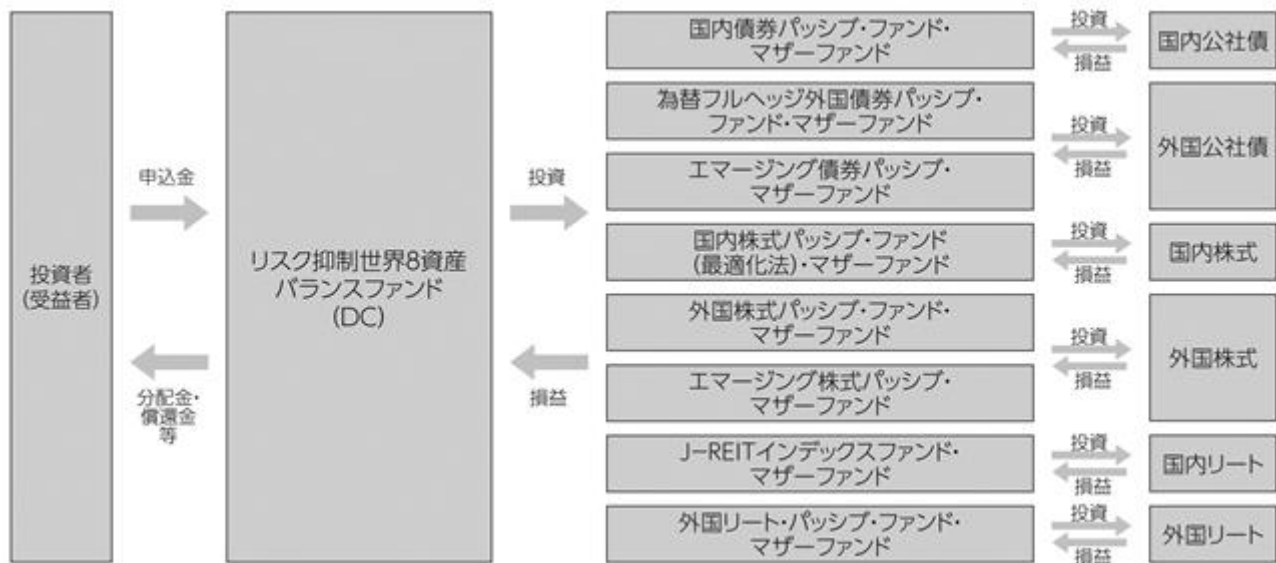 投資者
(受益者)
申込金
分配金・
償還金
等
リスク抑制世界8資産
バランスファンド
(DC)
投資
損益
国内債券パッシブ・ファンド・
マザーファンド
投資
損益
国内公社債
為替フルヘッジ外国債券パッシブ・
ファンド・マザーファンド
エマージング債券パッシブ・
マザーファンド
投資
損益
外国公社債
国内株式パッシブ・ファンド
(最適化法)・マザーファンド
投資
損益
国内株式
外国株式パッシブ・ファンド・
マザーファンド
エマージング株式パッシブ・
マザーファンド
投資
損益
外国株式
J-REITインデックスファンド・
マザーファンド
投資
損益
国内リート
外国リート・パッシブ・ファンド・
マザーファンド
投資
損益
外国リート